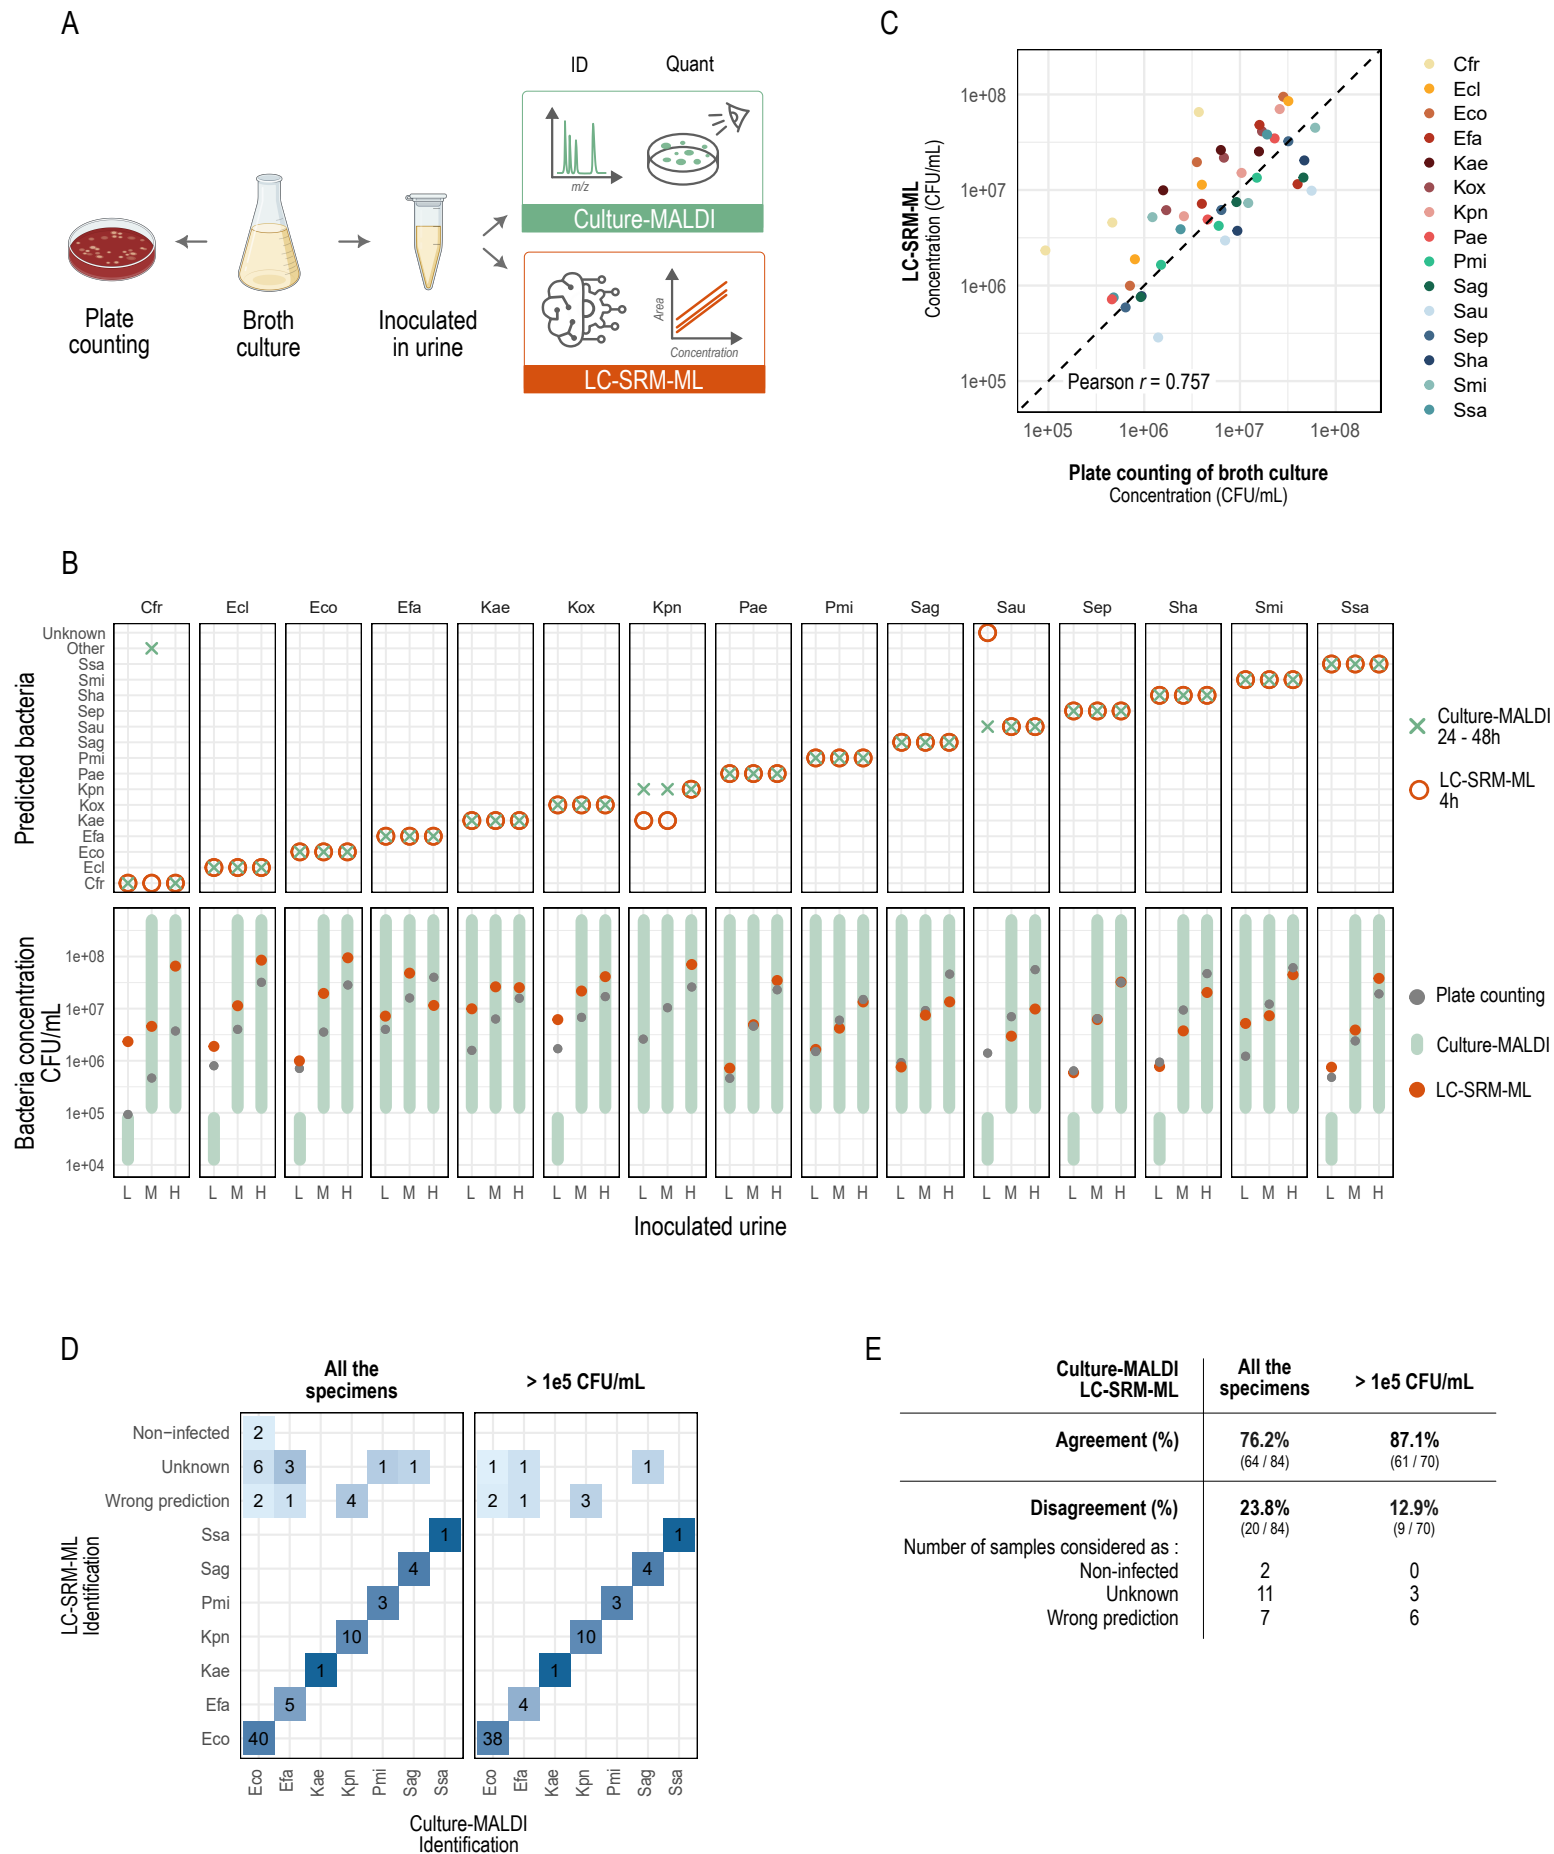 A
ID
Quant
m/z
Culture-MALDI
Area
Concentration
LC-SRM-ML
Plate
counting
Broth
culture
Inoculated
in urine
C
LC-SRM-ML
Concentration (CFU/mL)
1e+08
1e+07
1e+06
1e+05
Pearson r = 0.757
1e+05
1e+06
1e+07
1e+08
Plate counting of broth culture
Concentration (CFU/mL)
Cfr
Ecl
Eco
Efa
Kae
Kox
Kpn
Pae
Pmi
Sag
Sau
Sep
Sha
Smi
Ssa
B
Cfr Ecl Eco Efa Kae Kox Kpn Pae Pmi Sag Sau Sep Sha Smi Ssa
Predicted bacteria
Unknown
Other
Ssa
Smi
Sha
Sep
Sau
Sag
Pmi
Pae
Kpn
Kox
Kae
Efa
Eco
Ecl
Cfr
Culture-MALDI
24 - 48h
LC-SRM-ML
4h
Bacteria concentration
CFU/mL
1e+08
1e+07
1e+06
1e+05
1e+04
Plate counting
Culture-MALDI
LC-SRM-ML
L M H L M H L M H L M H L M H L M H L M H L M H L M H L M H L M H L M H L M H L M H L M H
Inoculated urine
D
All the
specimens
> 1e5 CFU/mL
LC-SRM-ML
Identification
Non−infected 2
Unknown 6 3 1 1 1 1 1
Wrong prediction 2 1 4 2 1 3
Ssa 1 1
Sag 4 4
Pmi 3 3
Kpn 10 10
Kae 1 1
Efa 5 4
Eco 40 38
Eco Efa Kae Kpn Pmi Sag Ssa Eco Efa Kae Kpn Pmi Sag Ssa
Culture-MALDI
Identification
E
Culture-MALDI
LC-SRM-ML
All the
specimens
> 1e5 CFU/mL
Agreement (%) 76.2% 87.1%
(64 / 84) (61 / 70)
Disagreement (%) 23.8% 12.9%
(20 / 84) (9 / 70)
Number of samples considered as :
Non-infected 2 0
Unknown 11 3
Wrong prediction 7 6